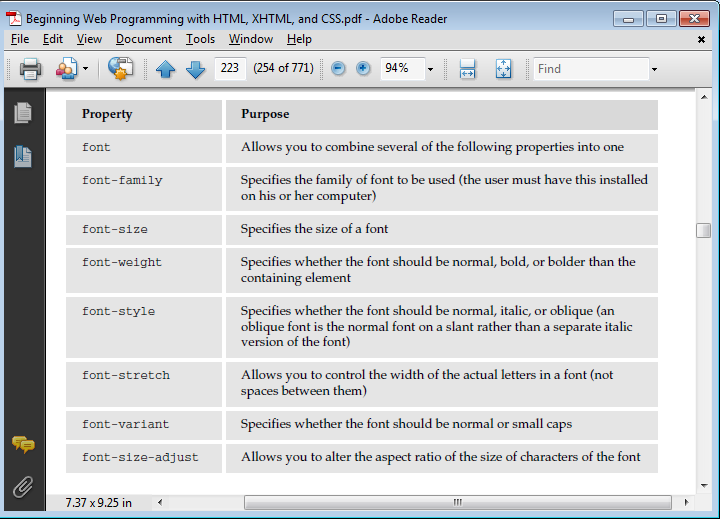 Beginning Web Programming with HTML, XHTML, and CSS.pdf - Adobe Reader
File Edit View Document Tools Window Help
223 (254 of 771) 94% Find
Property Purpose
font Allows you to combine several of the following properties into one
font-family Specifies the family of font to be used (the user must have this installed
on his or her computer)
font-size Specifies the size of a font
font-weight Specifies whether the font should be normal, bold, or bolder than the
containing element
font-style Specifies whether the font should be normal, italic, or oblique (an
oblique font is the normal font on a slant rather than a separate italic
version of the font)
font-stretch Allows you to control the width of the actual letters in a font (not
spaces between them)
font-variant Specifies whether the font should be normal or small caps
font-size-adjust Allows you to alter the aspect ratio of the size of characters of the font
7.37 x 9.25 in